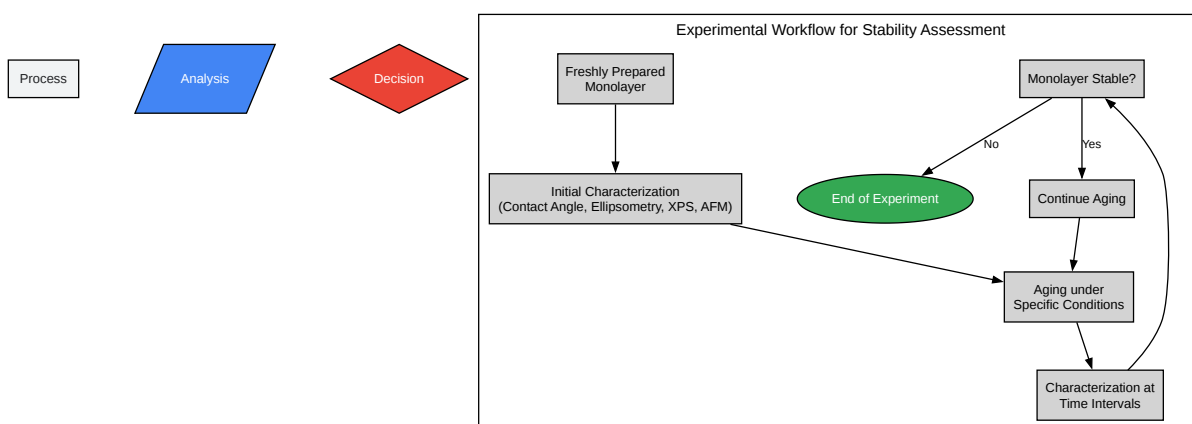 Experimental Workflow for Stability Assessment
Process
Analysis
Decision
Freshly Prepared
Monolayer
Monolayer Stable?
No
Yes
Initial Characterization
(Contact Angle, Ellipsometry, XPS, AFM)
End of Experiment
Continue Aging
Aging under
Specific Conditions
Characterization at
Time Intervals